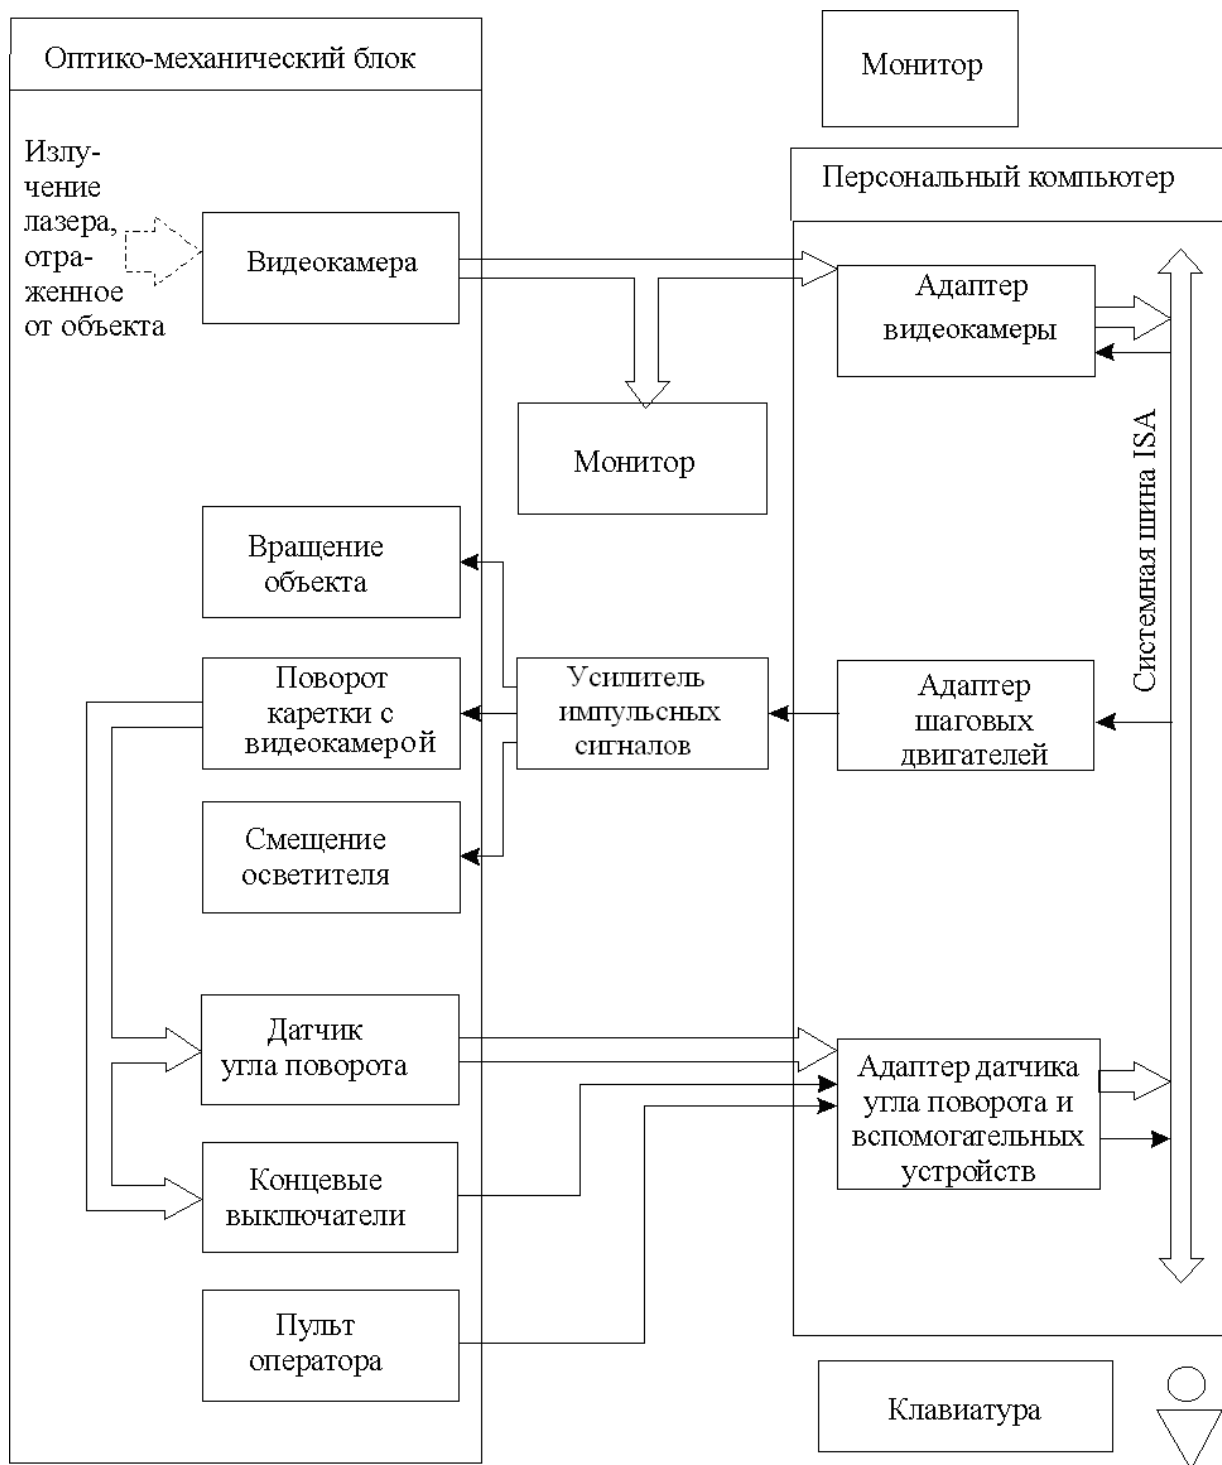 Оптико-механический блок
Монитор
Персональный компьютер
Излу-
чение
лазера,
отра-
женное
от объекта
Видеокамера
Адаптер
видеокамеры
Монитор
Системная шина ISA
Вращение
объекта
Поворот
каретки с
видеокамерой
Усилитель
импульсных
сигналов
Адаптер
шаговых
двигателей
Смещение
осветителя
Датчик
угла поворота
Адаптер датчика
угла поворота и
вспомогательных
устройств
Концевые
выключатели
Пульт
оператора
Клавиатура